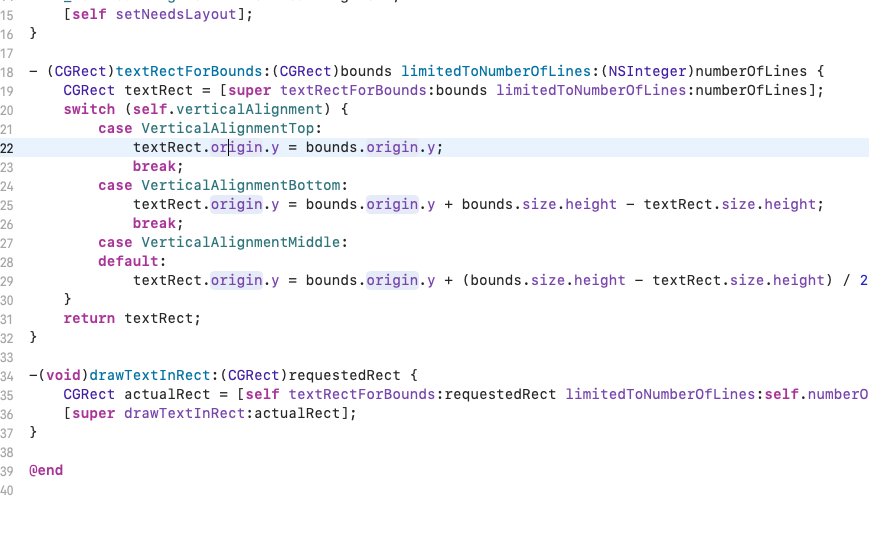 15 [self setNeedsLayout];
16 }
17
18 - (CGRect)textRectForBounds:(CGRect)bounds limitedToNumberOfLines:(NSInteger)numberOfLines {
19 CGRect textRect = [super textRectForBounds:bounds limitedToNumberOfLines:numberOfLines];
20 switch (self.verticalAlignment) {
21 case VerticalAlignmentTop:
22 textRect.origin.y = bounds.origin.y;
23 break;
24 case VerticalAlignmentBottom:
25 textRect.origin.y = bounds.origin.y + bounds.size.height - textRect.size.height;
26 break;
27 case VerticalAlignmentMiddle:
28 default:
29 textRect.origin.y = bounds.origin.y + (bounds.size.height - textRect.size.height) / 2
30 }
31 return textRect;
32 }
33
34 -(void)drawTextInRect:(CGRect)requestedRect {
35 CGRect actualRect = [self textRectForBounds:requestedRect limitedToNumberOfLines:self.numberO
36 [super drawTextInRect:actualRect];
37 }
38
39 @end
40